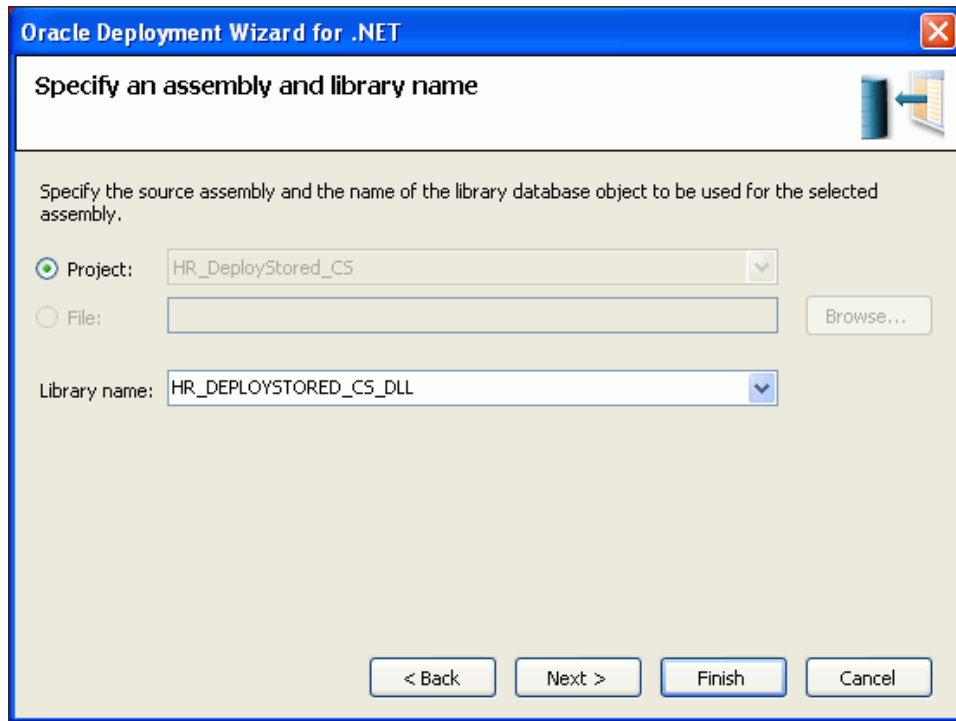 Oracle Deployment Wizard for .NET
Specify an assembly and library name
Specify the source assembly and the name of the library database object to be used for the selected
assembly.
Project: HR_DeployStored_CS
File: Browse...
Library name: HR_DEPLOYSTORED_CS_DLL
< Back Next > Finish Cancel